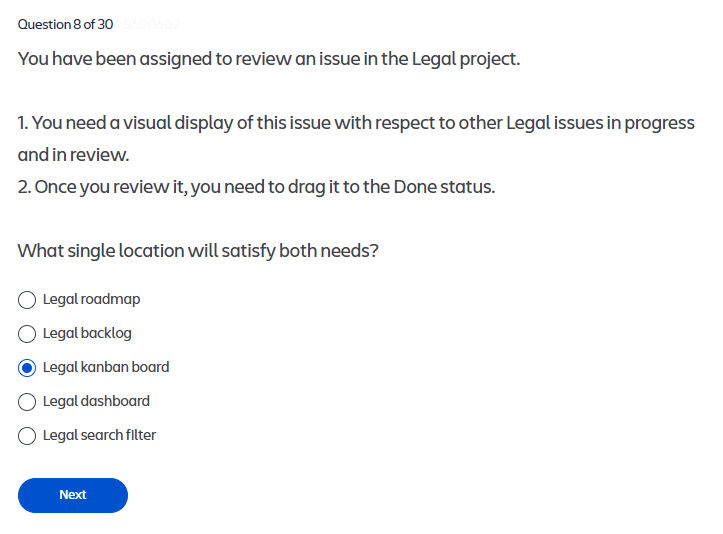 Question 8 of 30
You have been assigned to review an issue in the Legal project.
1. You need a visual display of this issue with respect to other Legal issues in progress
and in review.
2. Once you review it, you need to drag it to the Done status.
What single location will satisfy both needs?
Legal roadmap
Legal backlog
Legal kanban board
Legal dashboard
Legal search filter
Next